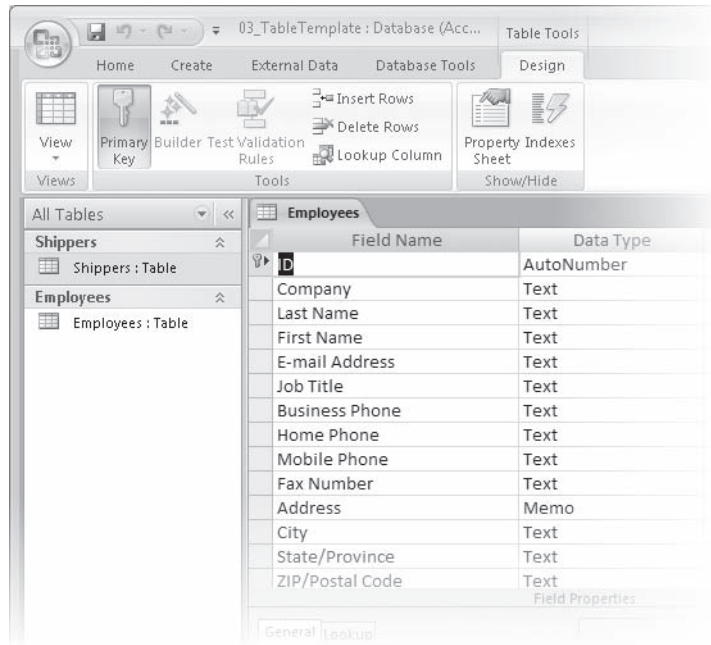 03_TableTemplate : Database (Acc...
Table Tools
Home
Create
External Data
Database Tools
Design
View
Primary Key
Builder
Test Validation Rules
Insert Rows
Delete Rows
Lookup Column
Property Sheet
Indexes
Views
Tools
Show/Hide
All Tables
Shippers
Shippers : Table
Employees
Employees : Table
Employees
Field Name Data Type
ID AutoNumber
Company Text
Last Name Text
First Name Text
E-mail Address Text
Job Title Text
Business Phone Text
Home Phone Text
Mobile Phone Text
Fax Number Text
Address Memo
City Text
State/Province Text
ZIP/Postal Code Text
Field Properties
General Lookup